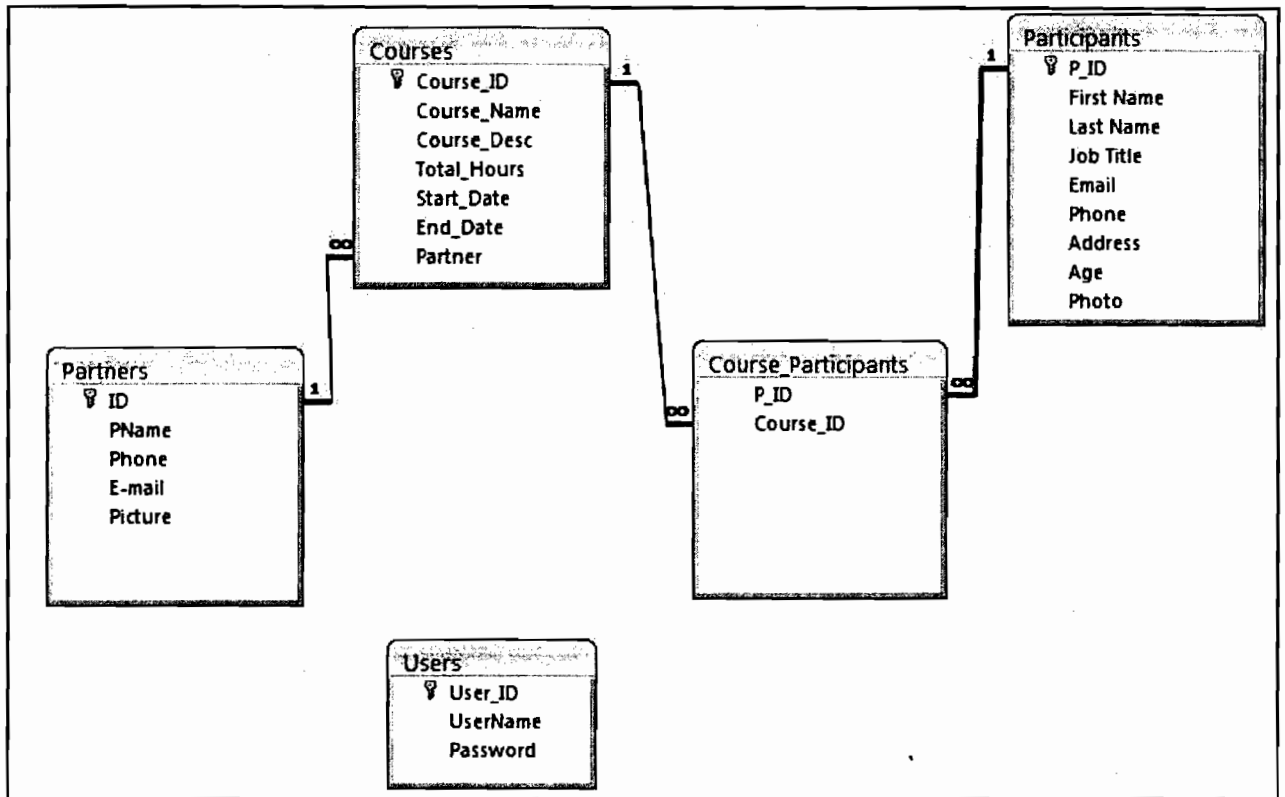 Courses
Course_ID
Course_Name
Course_Desc
Total_Hours
Start_Date
End_Date
Partner
Participants
P_ID
First Name
Last Name
Job Title
Email
Phone
Address
Age
Photo
Partners
ID
PName
Phone
E-mail
Picture
Course_Participants
P_ID
Course_ID
Users
User_ID
UserName
Password
1
∞
1
∞
1
∞